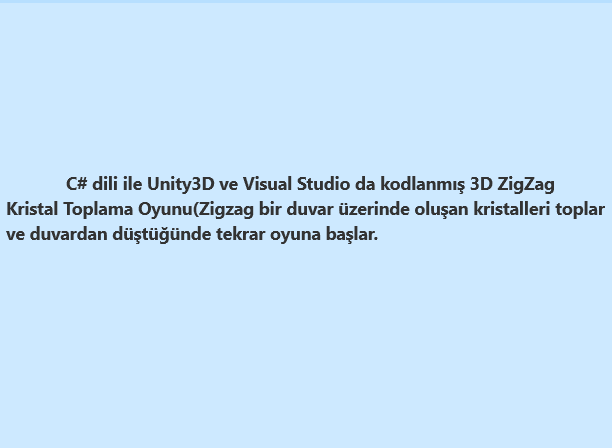 C# dili ile Unity3D ve Visual Studio da kodlanmış 3D ZigZag
Kristal Toplama Oyunu(Zigzag bir duvar üzerinde oluşan kristalleri toplar
ve duvardan düştüğünde tekrar oyuna başlar.